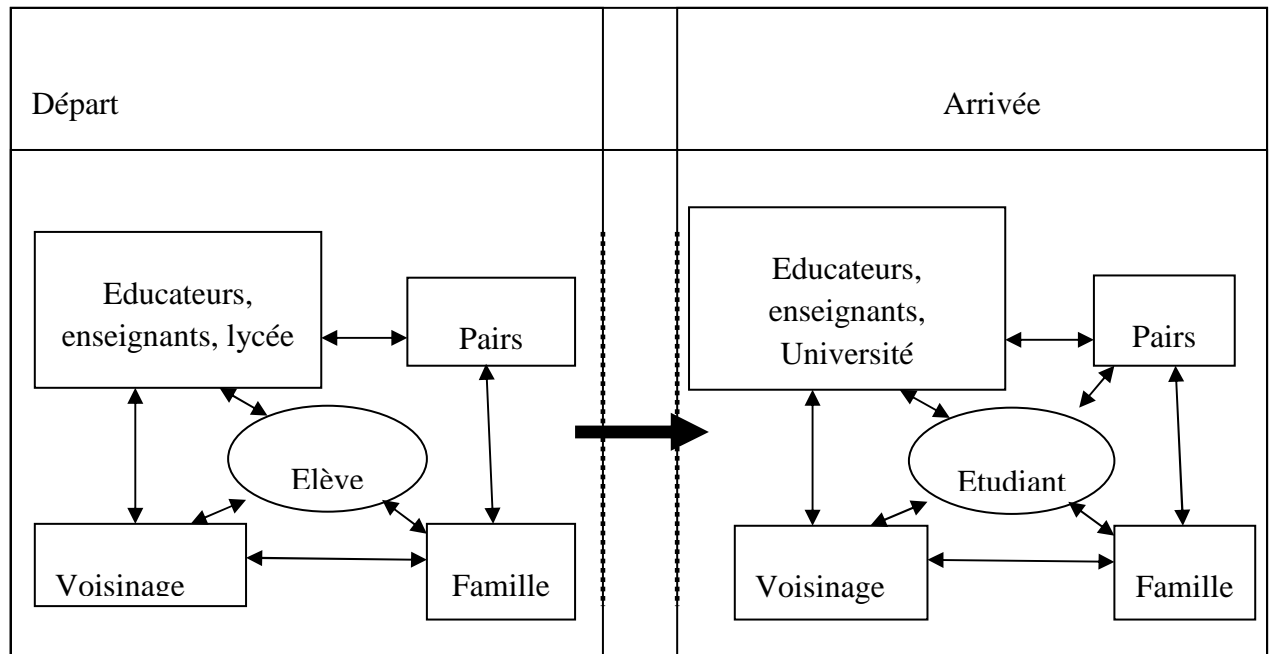 Départ
Arrivée
Educateurs,
enseignants, lycée
Pairs
Elève
Voisinage
Famille
Educateurs,
enseignants,
Université
Pairs
Etudiant
Voisinage
Famille